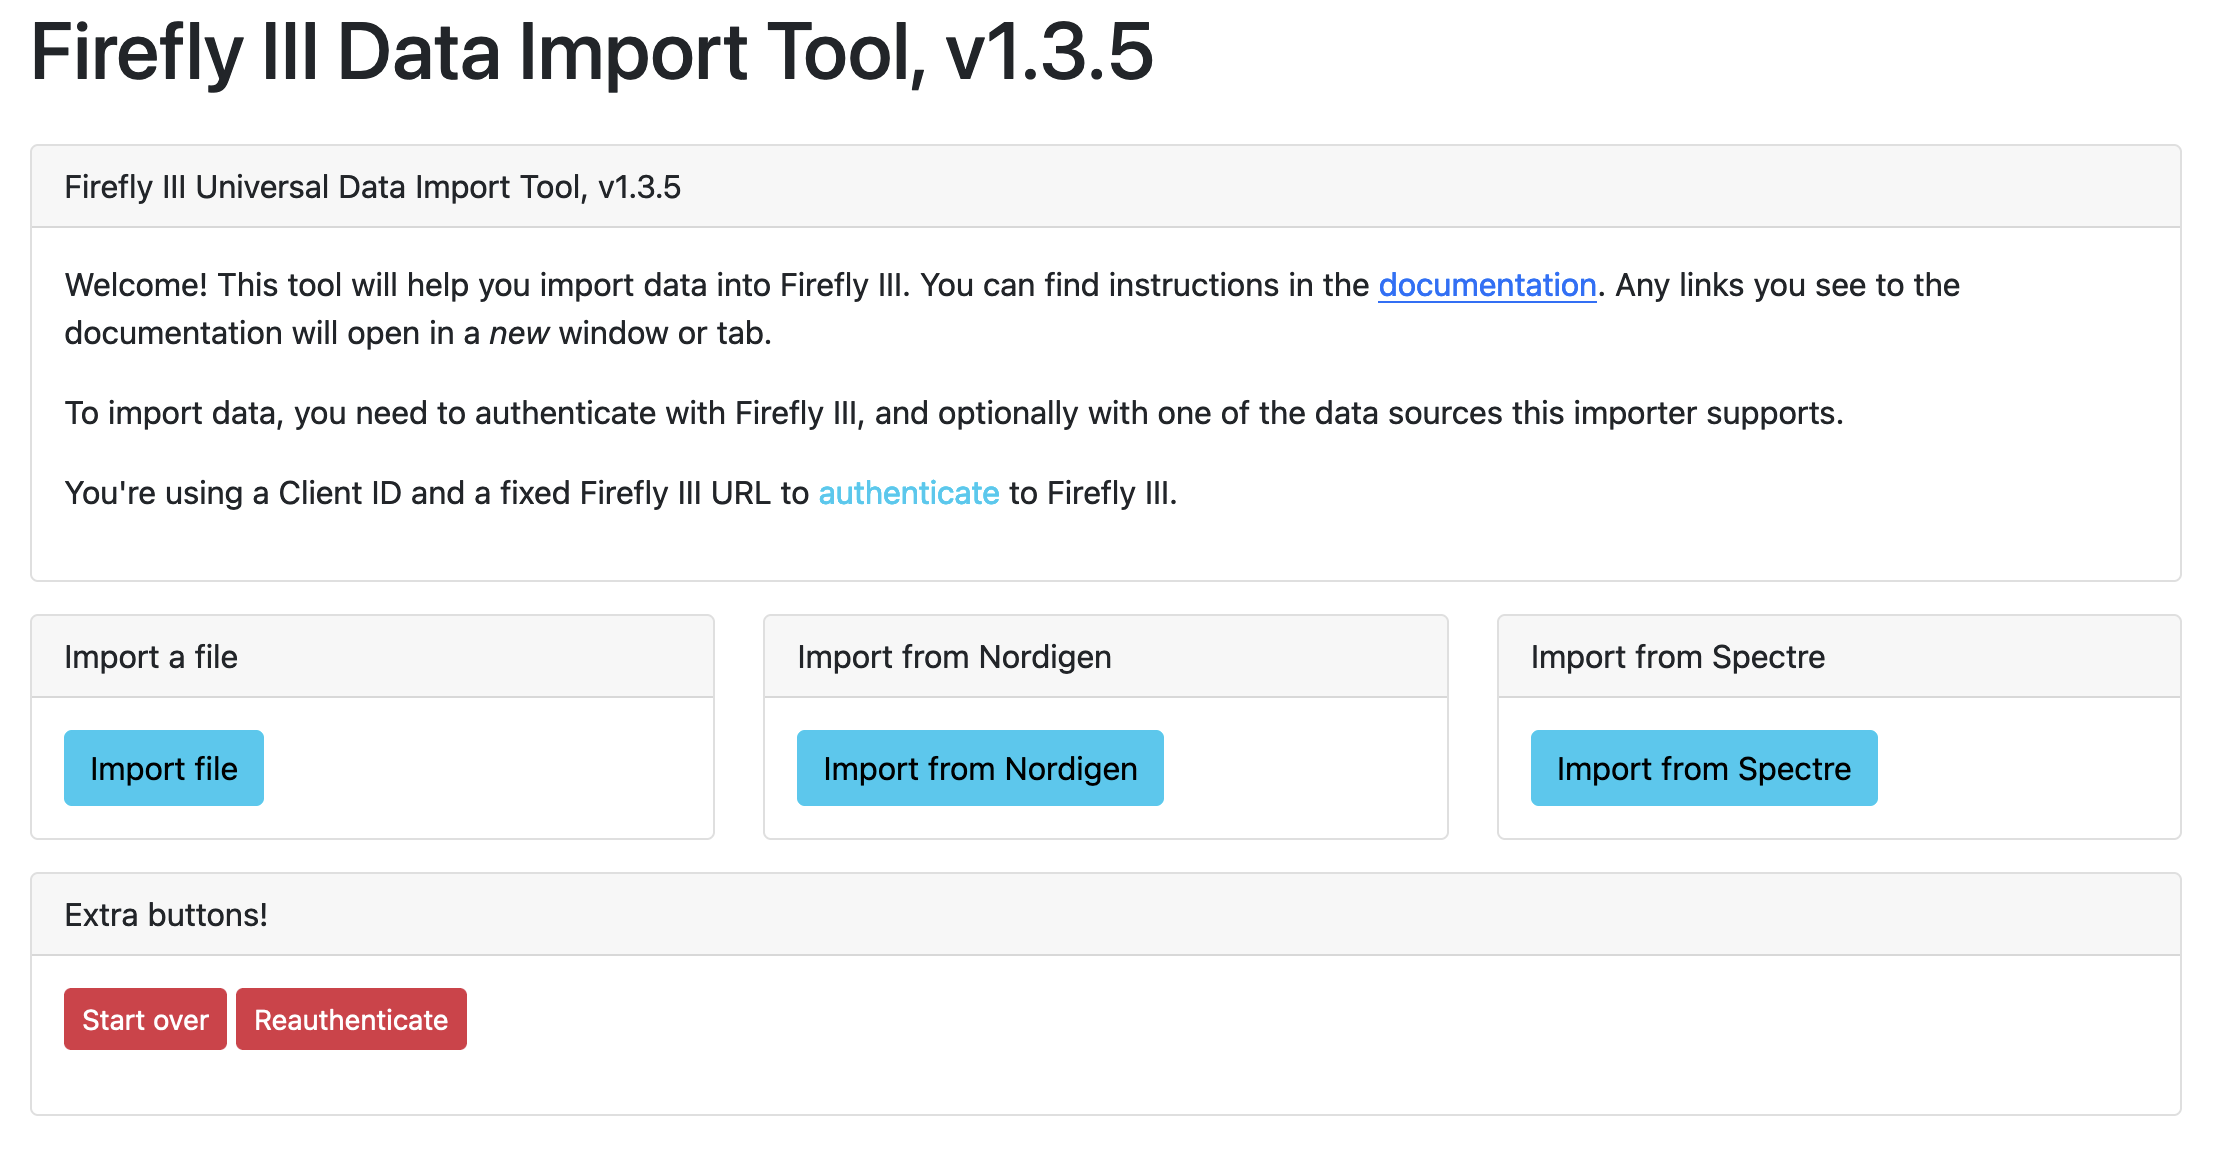 Firefly III Data Import Tool, v1.3.5
Firefly III Universal Data Import Tool, v1.3.5
Welcome! This tool will help you import data into Firefly III. You can find instructions in the documentation. Any links you see to the
documentation will open in a new window or tab.
To import data, you need to authenticate with Firefly III, and optionally with one of the data sources this importer supports.
You're using a Client ID and a fixed Firefly III URL to authenticate to Firefly III.
Import a file
Import file
Import from Nordigen
Import from Nordigen
Import from Spectre
Import from Spectre
Extra buttons!
Start over
Reauthenticate